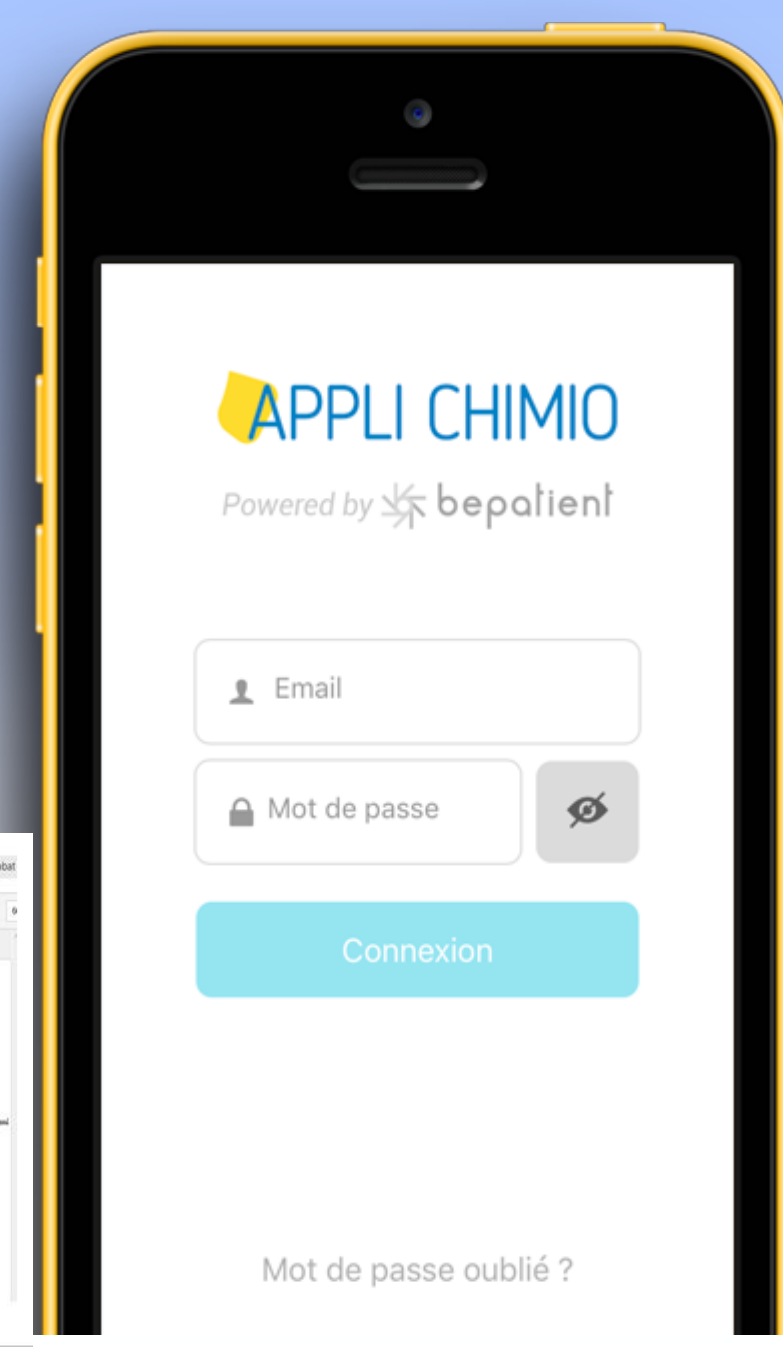 APPLI CHIMIO
Powered by bepatient
Email
Mot de passe
Connexion
Mot de passe oublié ?